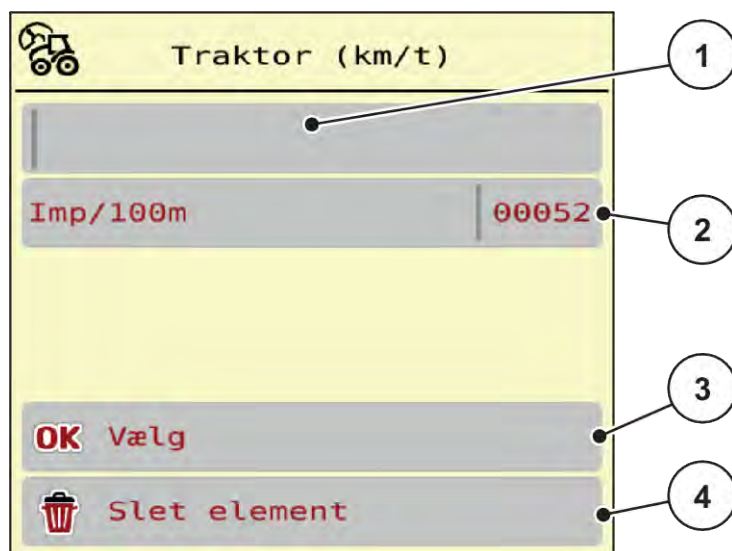 Traktor (km/t)
1
Imp/100m 00052
2
3
OK Vælg
4
Slet element